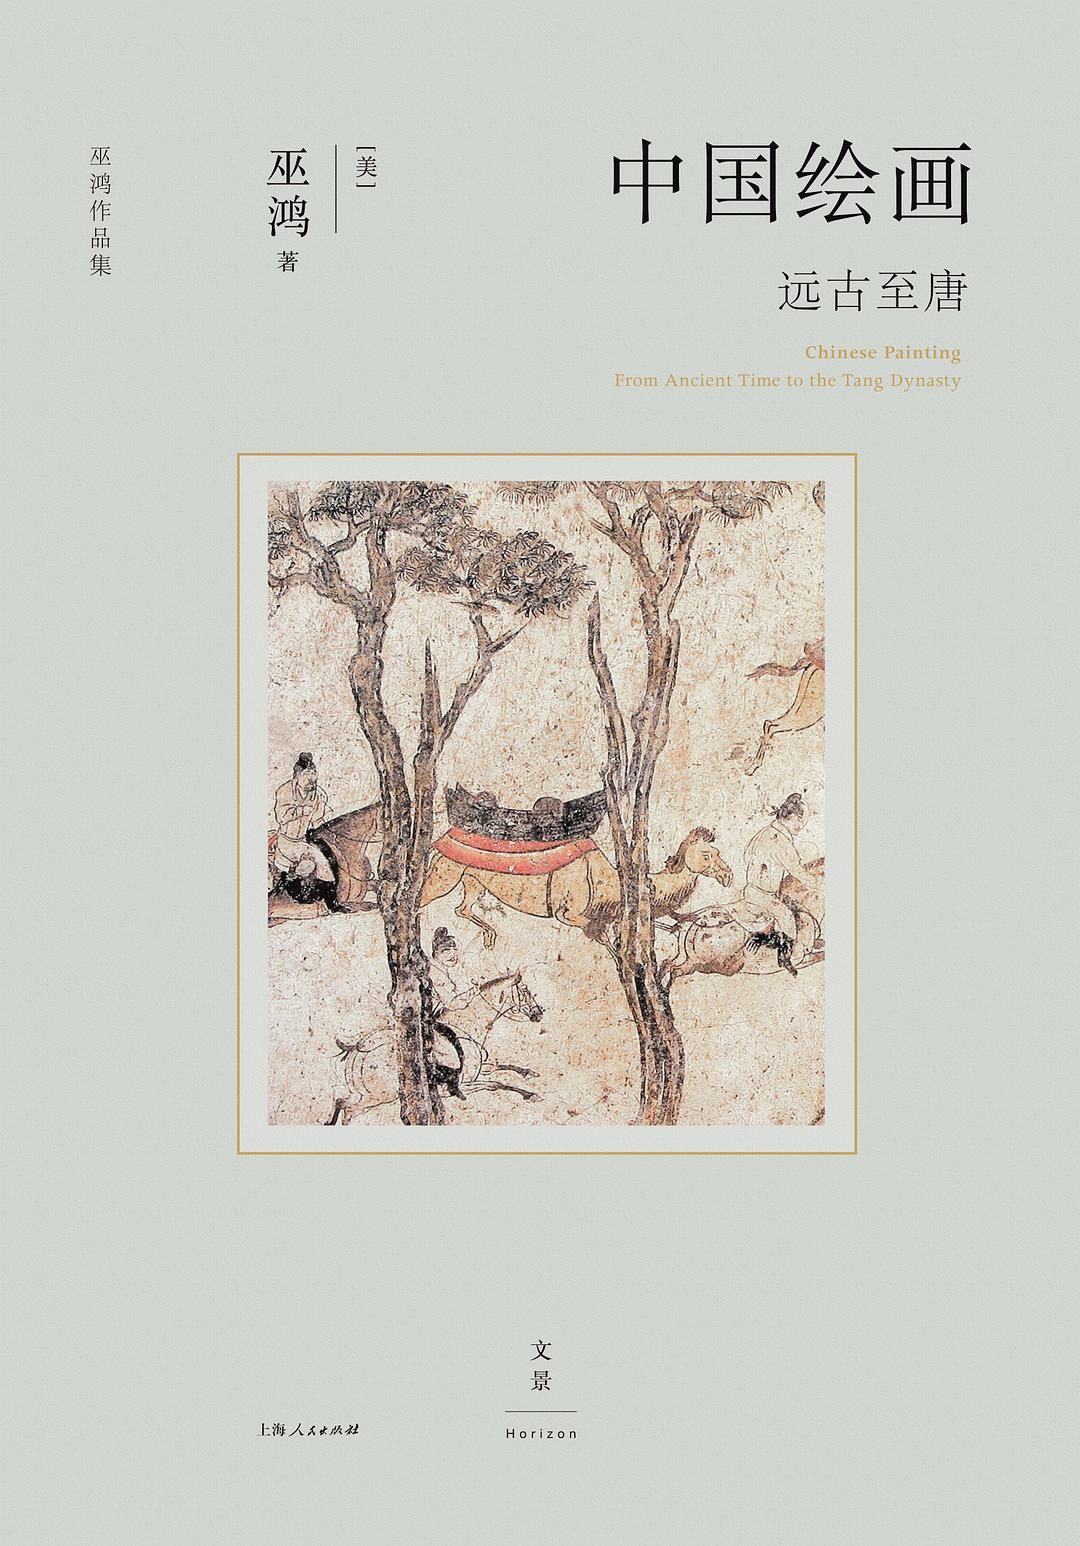 中国绘画
远古至唐
Chinese Painting
From Ancient Time to the Tang Dynasty
[美]
巫鸿 著
巫鸿作品集
文景
Horizon
上海人民出版社